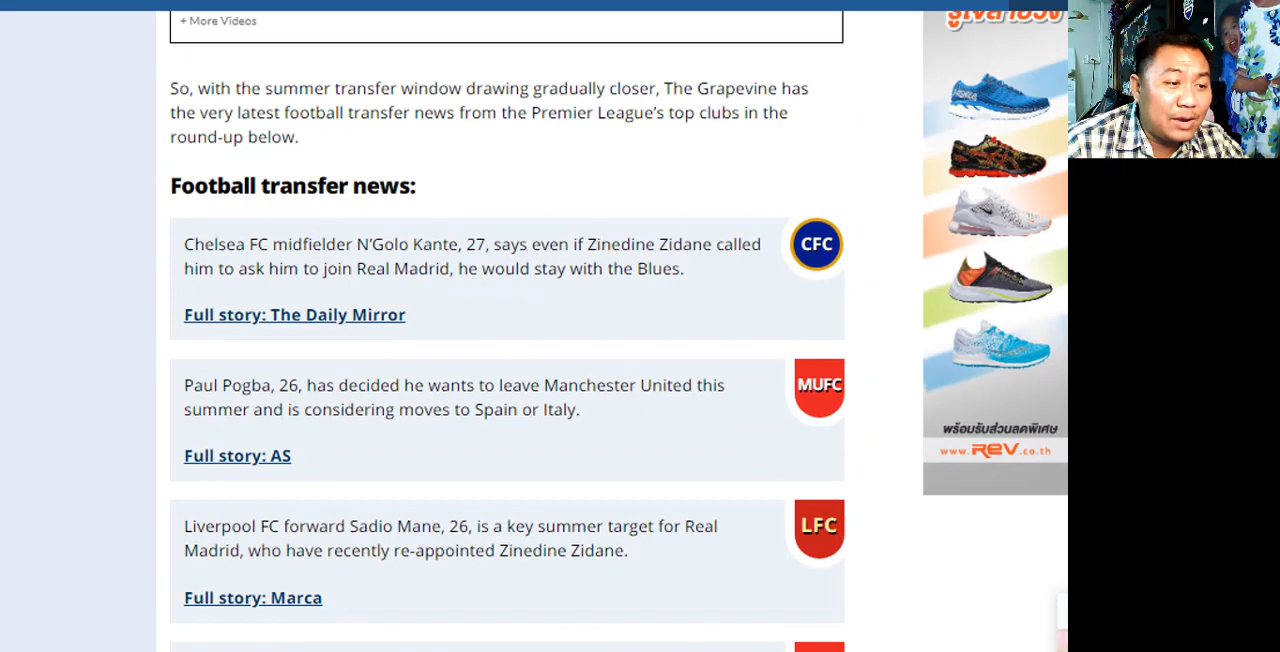 + More Videos
So, with the summer transfer window drawing gradually closer, The Grapevine has
the very latest football transfer news from the Premier League’s top clubs in the
round-up below.
Football transfer news:
Chelsea FC midfielder N’Golo Kante, 27, says even if Zinedine Zidane called
him to ask him to join Real Madrid, he would stay with the Blues.
CFC
Full story: The Daily Mirror
Paul Pogba, 26, has decided he wants to leave Manchester United this
summer and is considering moves to Spain or Italy.
MUFC
Full story: AS
Liverpool FC forward Sadio Mane, 26, is a key summer target for Real
Madrid, who have recently re-appointed Zinedine Zidane.
LFC
Full story: Marca
พร้อมรับส่วนลดพิเศษ
www.REV.co.th